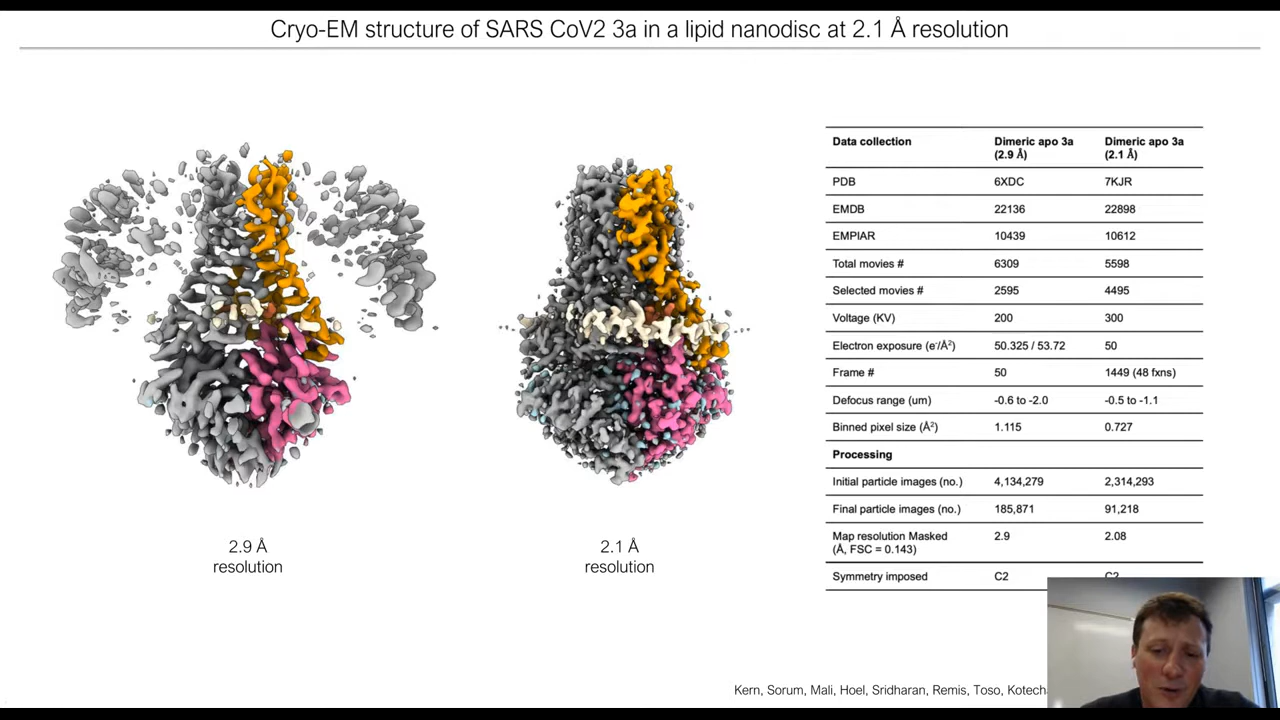 Cryo-EM structure of SARS CoV2 3a in a lipid nanodisc at 2.1 Å resolution
2.9 Å
resolution
2.1 Å
resolution
Data collection Dimeric apo 3a (2.9 Å) Dimeric apo 3a (2.1 Å)
PDB 6XDC 7KJR
EMDB 22136 22898
EMPIAR 10439 10612
Total movies # 6309 5598
Selected movies # 2595 4495
Voltage (KV) 200 300
Electron exposure (e⁻/Å²) 50.325 / 53.72 50
Frame # 50 1449 (48 fxns)
Defocus range (um) -0.6 to -2.0 -0.5 to -1.1
Binned pixel size (Å²) 1.115 0.727
Processing
Initial particle images (no.) 4,134,279 2,314,293
Final particle images (no.) 185,871 91,218
Map resolution Masked (Å, FSC = 0.143) 2.9 2.08
Symmetry imposed C2 C2
Kern, Sorum, Mali, Hoel, Sridharan, Remis, Toso,